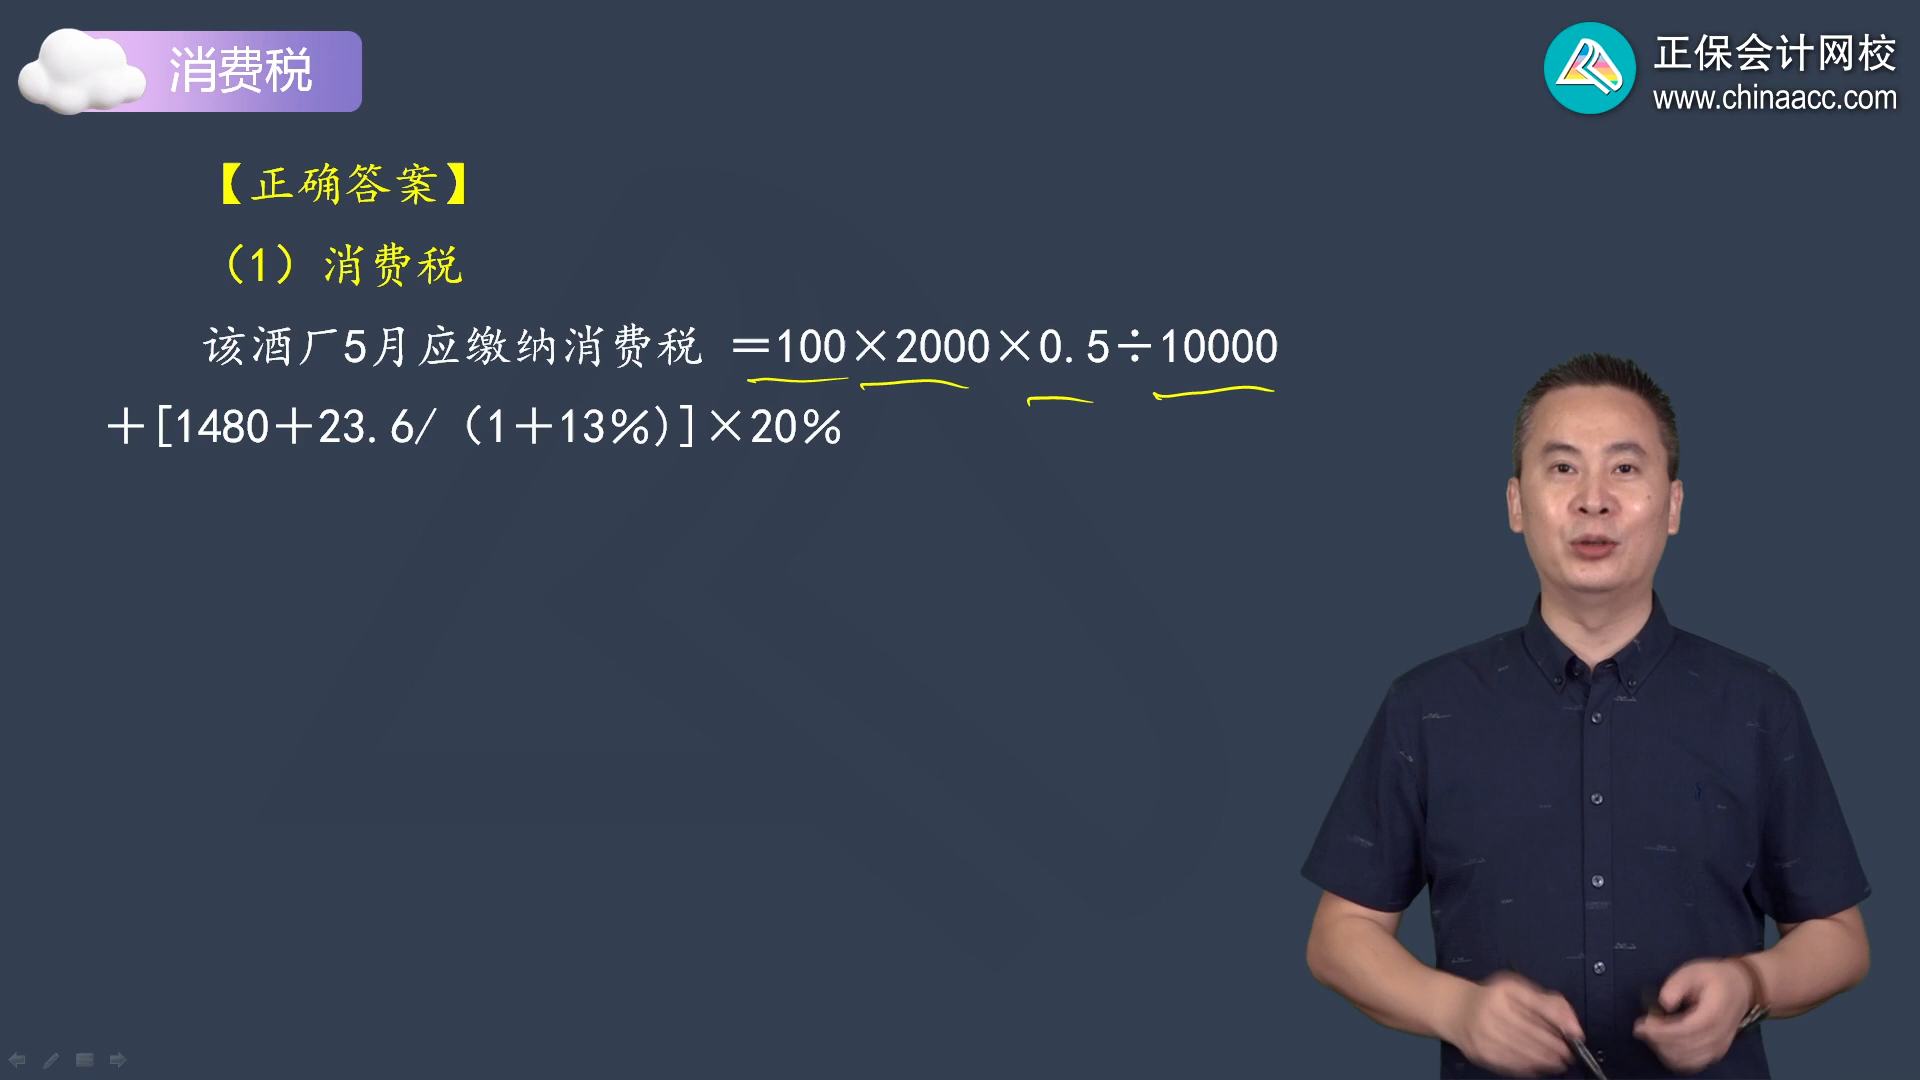 消费税
正保会计网校
www.chinaacc.com
【正确答案】
（1）消费税
该酒厂5月应缴纳消费税 ＝100×2000×0.5÷10000
＋[1480＋23.6/（1＋13%)]×20%